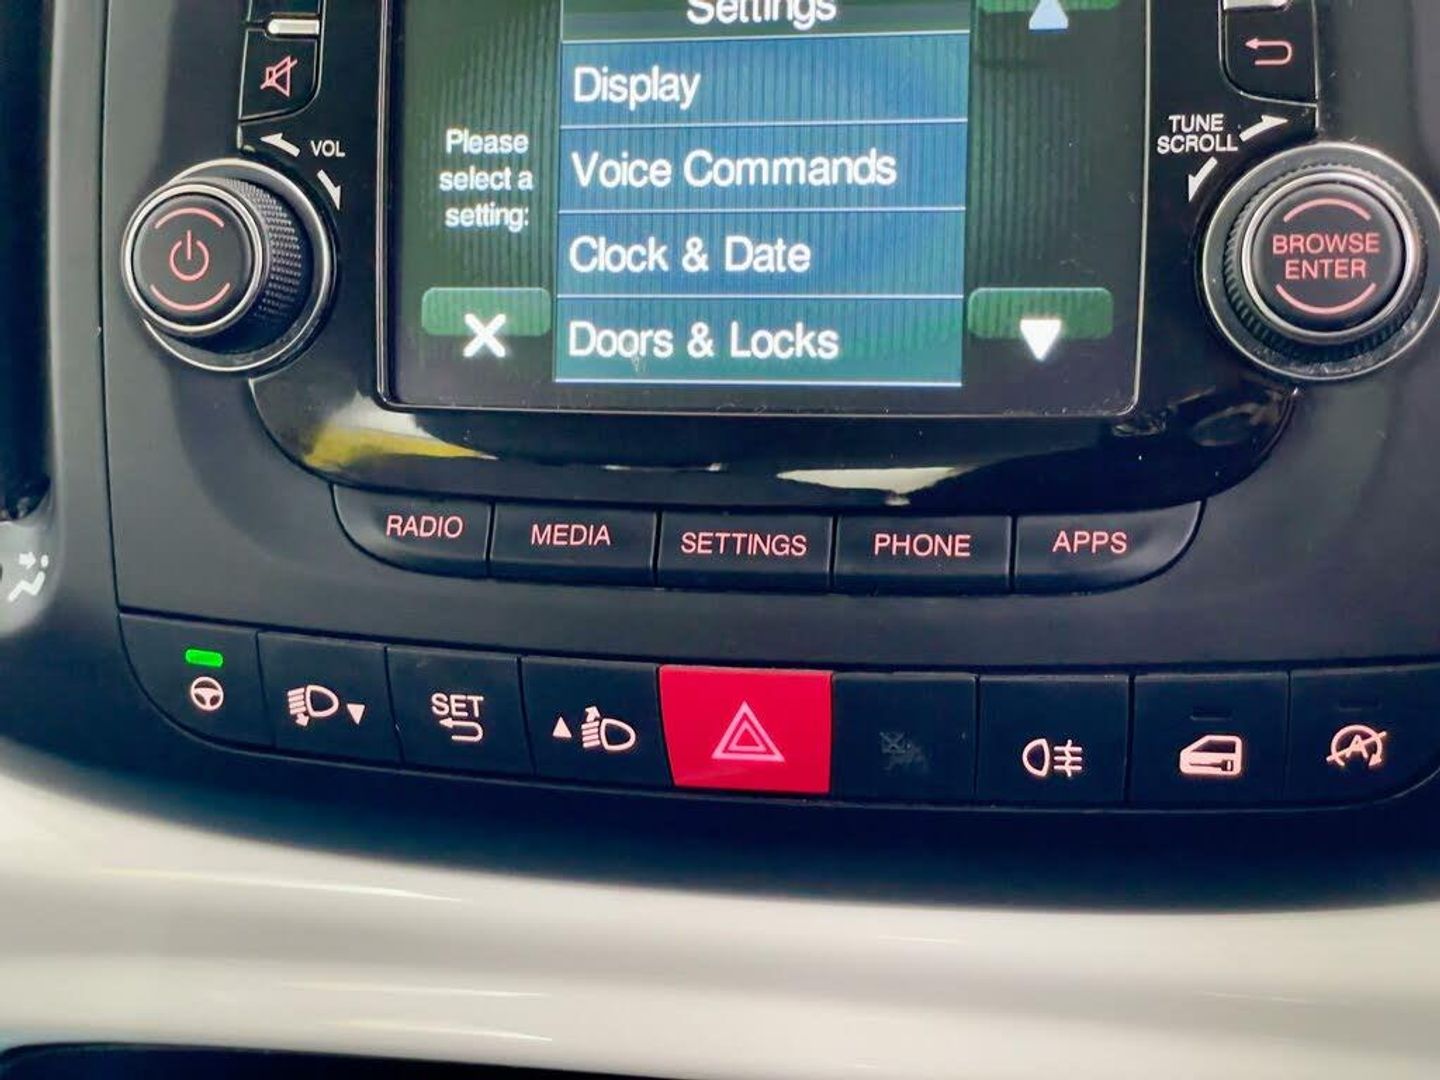 Settings
Display
Voice Commands
Clock & Date
Doors & Locks
Please
select a
setting:
VOL
TUNE
SCROLL
BROWSE
ENTER
RADIO
MEDIA
SETTINGS
PHONE
APPS
SET
A